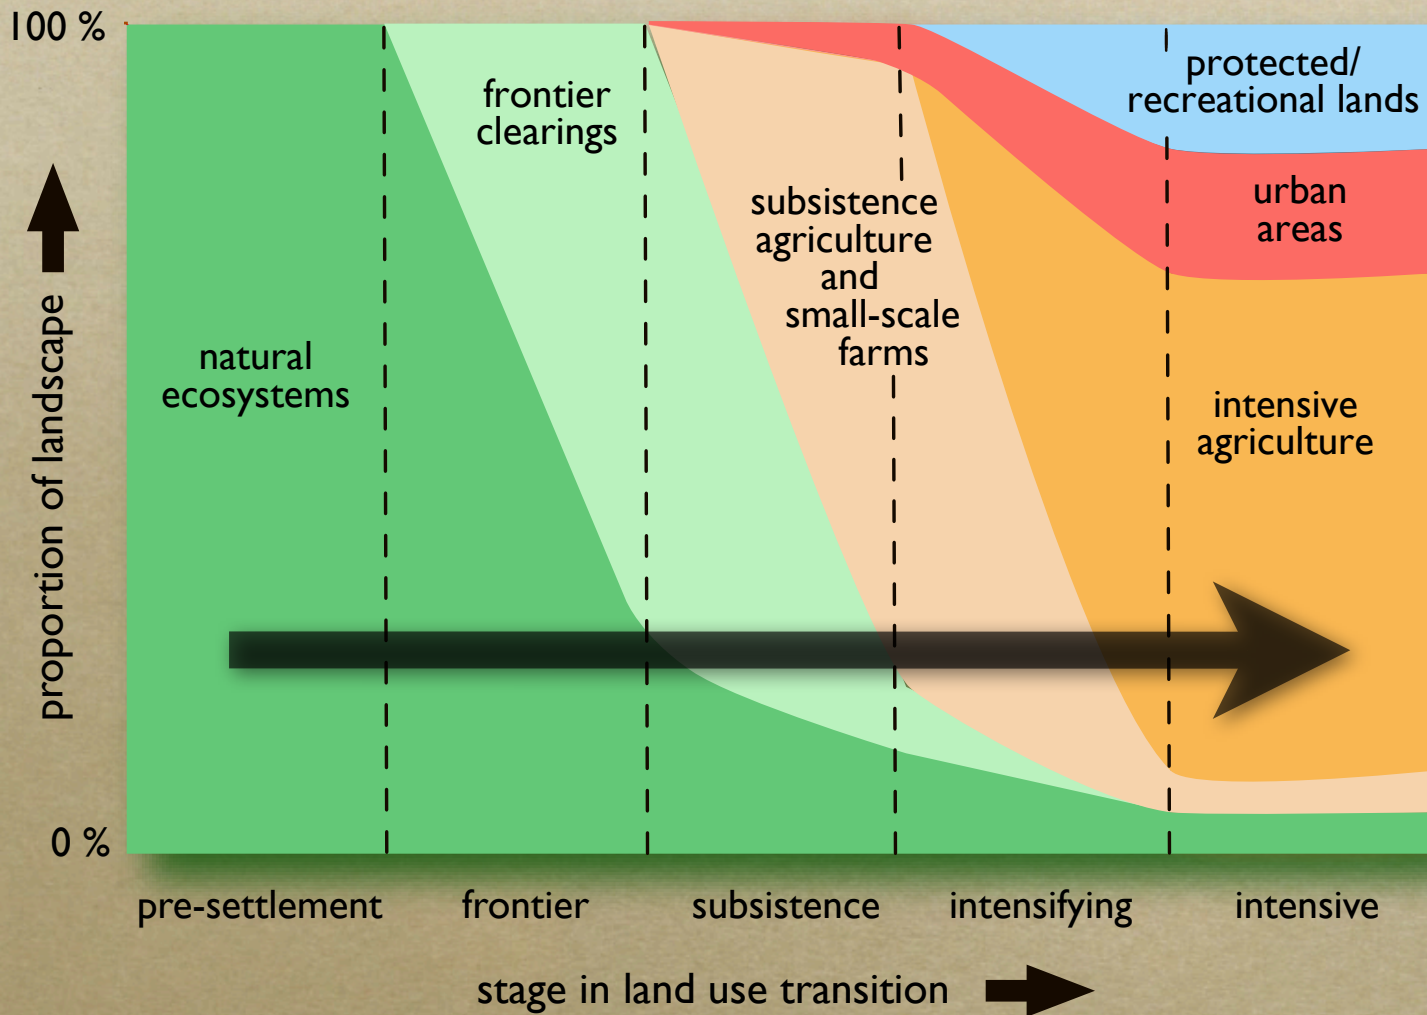 100 %
protected/
recreational lands
frontier
clearings
urban
areas
subsistence
agriculture
and
small-scale
farms
natural
ecosystems
intensive
agriculture
proportion of landscape
0 %
pre-settlement
frontier
subsistence
intensifying
intensive
stage in land use transition